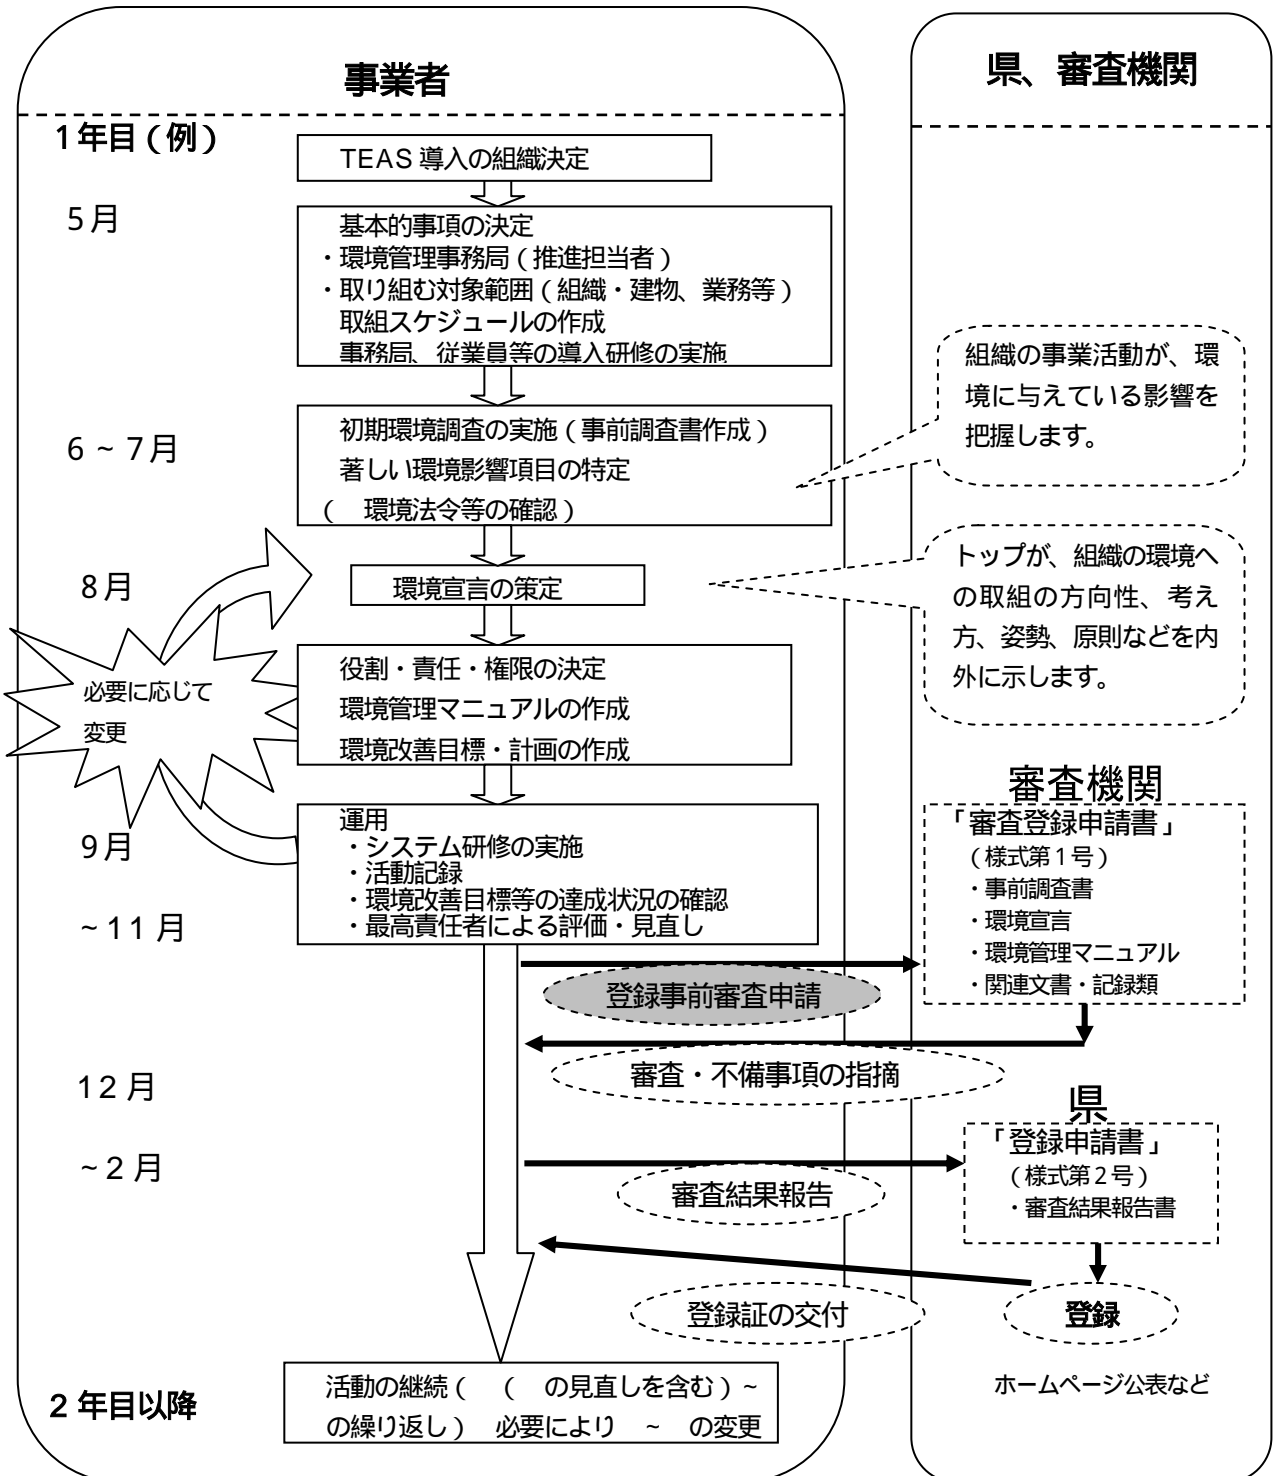 事業者
県、審査機関
1年目（例）
TEAS 導入の組織決定
5月
基本的事項の決定
・環境管理事務局（推進担当者）
・取り組む対象範囲（組織・建物、業務等）
取組スケジュールの作成
事務局、従業員等の導入研修の実施
組織の事業活動が、環
境に与えている影響を
把握します。
6～7月
初期環境調査の実施（事前調査書作成）
著しい環境影響項目の特定
（　環境法令等の確認）
8月
環境宣言の策定
トップが、組織の環境へ
の取組の方向性、考え
方、姿勢、原則などを内
外に示します。
必要に応じて
変更
役割・責任・権限の決定
環境管理マニュアルの作成
環境改善目標・計画の作成
9月
～11月
運用
・システム研修の実施
・活動記録
・環境改善目標等の達成状況の確認
・最高責任者による評価・見直し
審査機関
「審査登録申請書」
（様式第1号）
・事前調査書
・環境宣言
・環境管理マニュアル
・関連文書・記録類
登録事前審査申請
審査・不備事項の指摘
12月
～2月
県
「登録申請書」
（様式第2号）
・審査結果報告書
審査結果報告
登録証の交付
登録
ホームページ公表など
2年目以降
活動の継続（　（　の見直しを含む）～
の繰り返し）　必要により　～　の変更